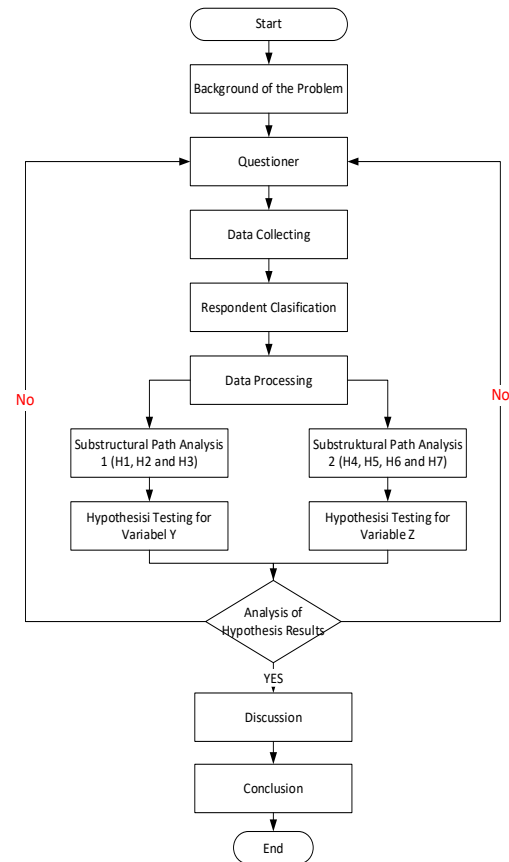 Start
Background of the Problem
Questioner
Data Collecting
Respondent Clasification
Data Processing
No
No
Substructural Path Analysis
1 (H1, H2 and H3)
Substruktural Path Analysis
2 (H4, H5, H6 and H7)
Hypothesisi Testing for
Variabel Y
Hypothesisi Testing for
Variable Z
Analysis of
Hypothesis Results
YES
Discussion
Conclusion
End